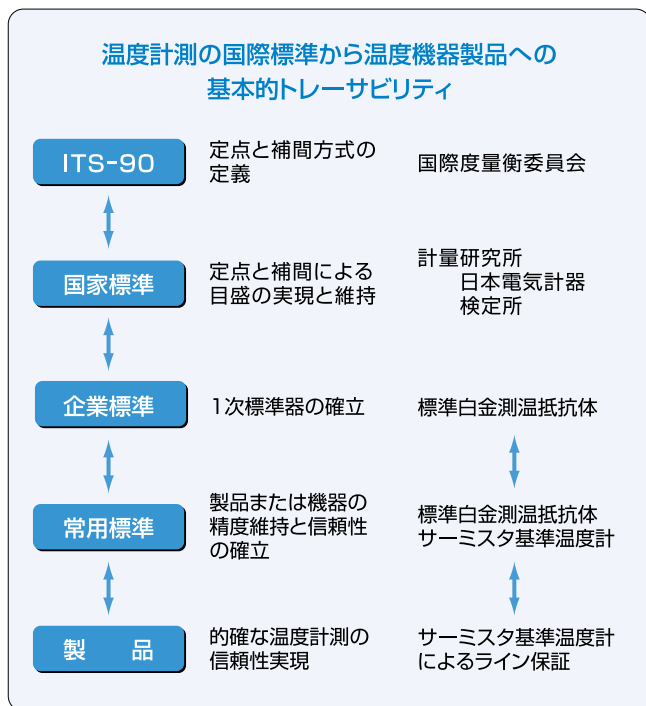 温度計測の国際標準から温度機器製品への
基本的トレーサビリティ
ITS-90
定点と補間方式の
定義
国際度量衡委員会
国家標準
定点と補間による
目盛の実現と維持
計量研究所
日本電気計器
検定所
企業標準
1次標準器の確立
標準白金測温抵抗体
常用標準
製品または機器の
精度維持と信頼性
の確立
標準白金測温抵抗体
サーミスタ基準温度計
製　品
的確な温度計測の
信頼性実現
サーミスタ基準温度計
によるライン保証